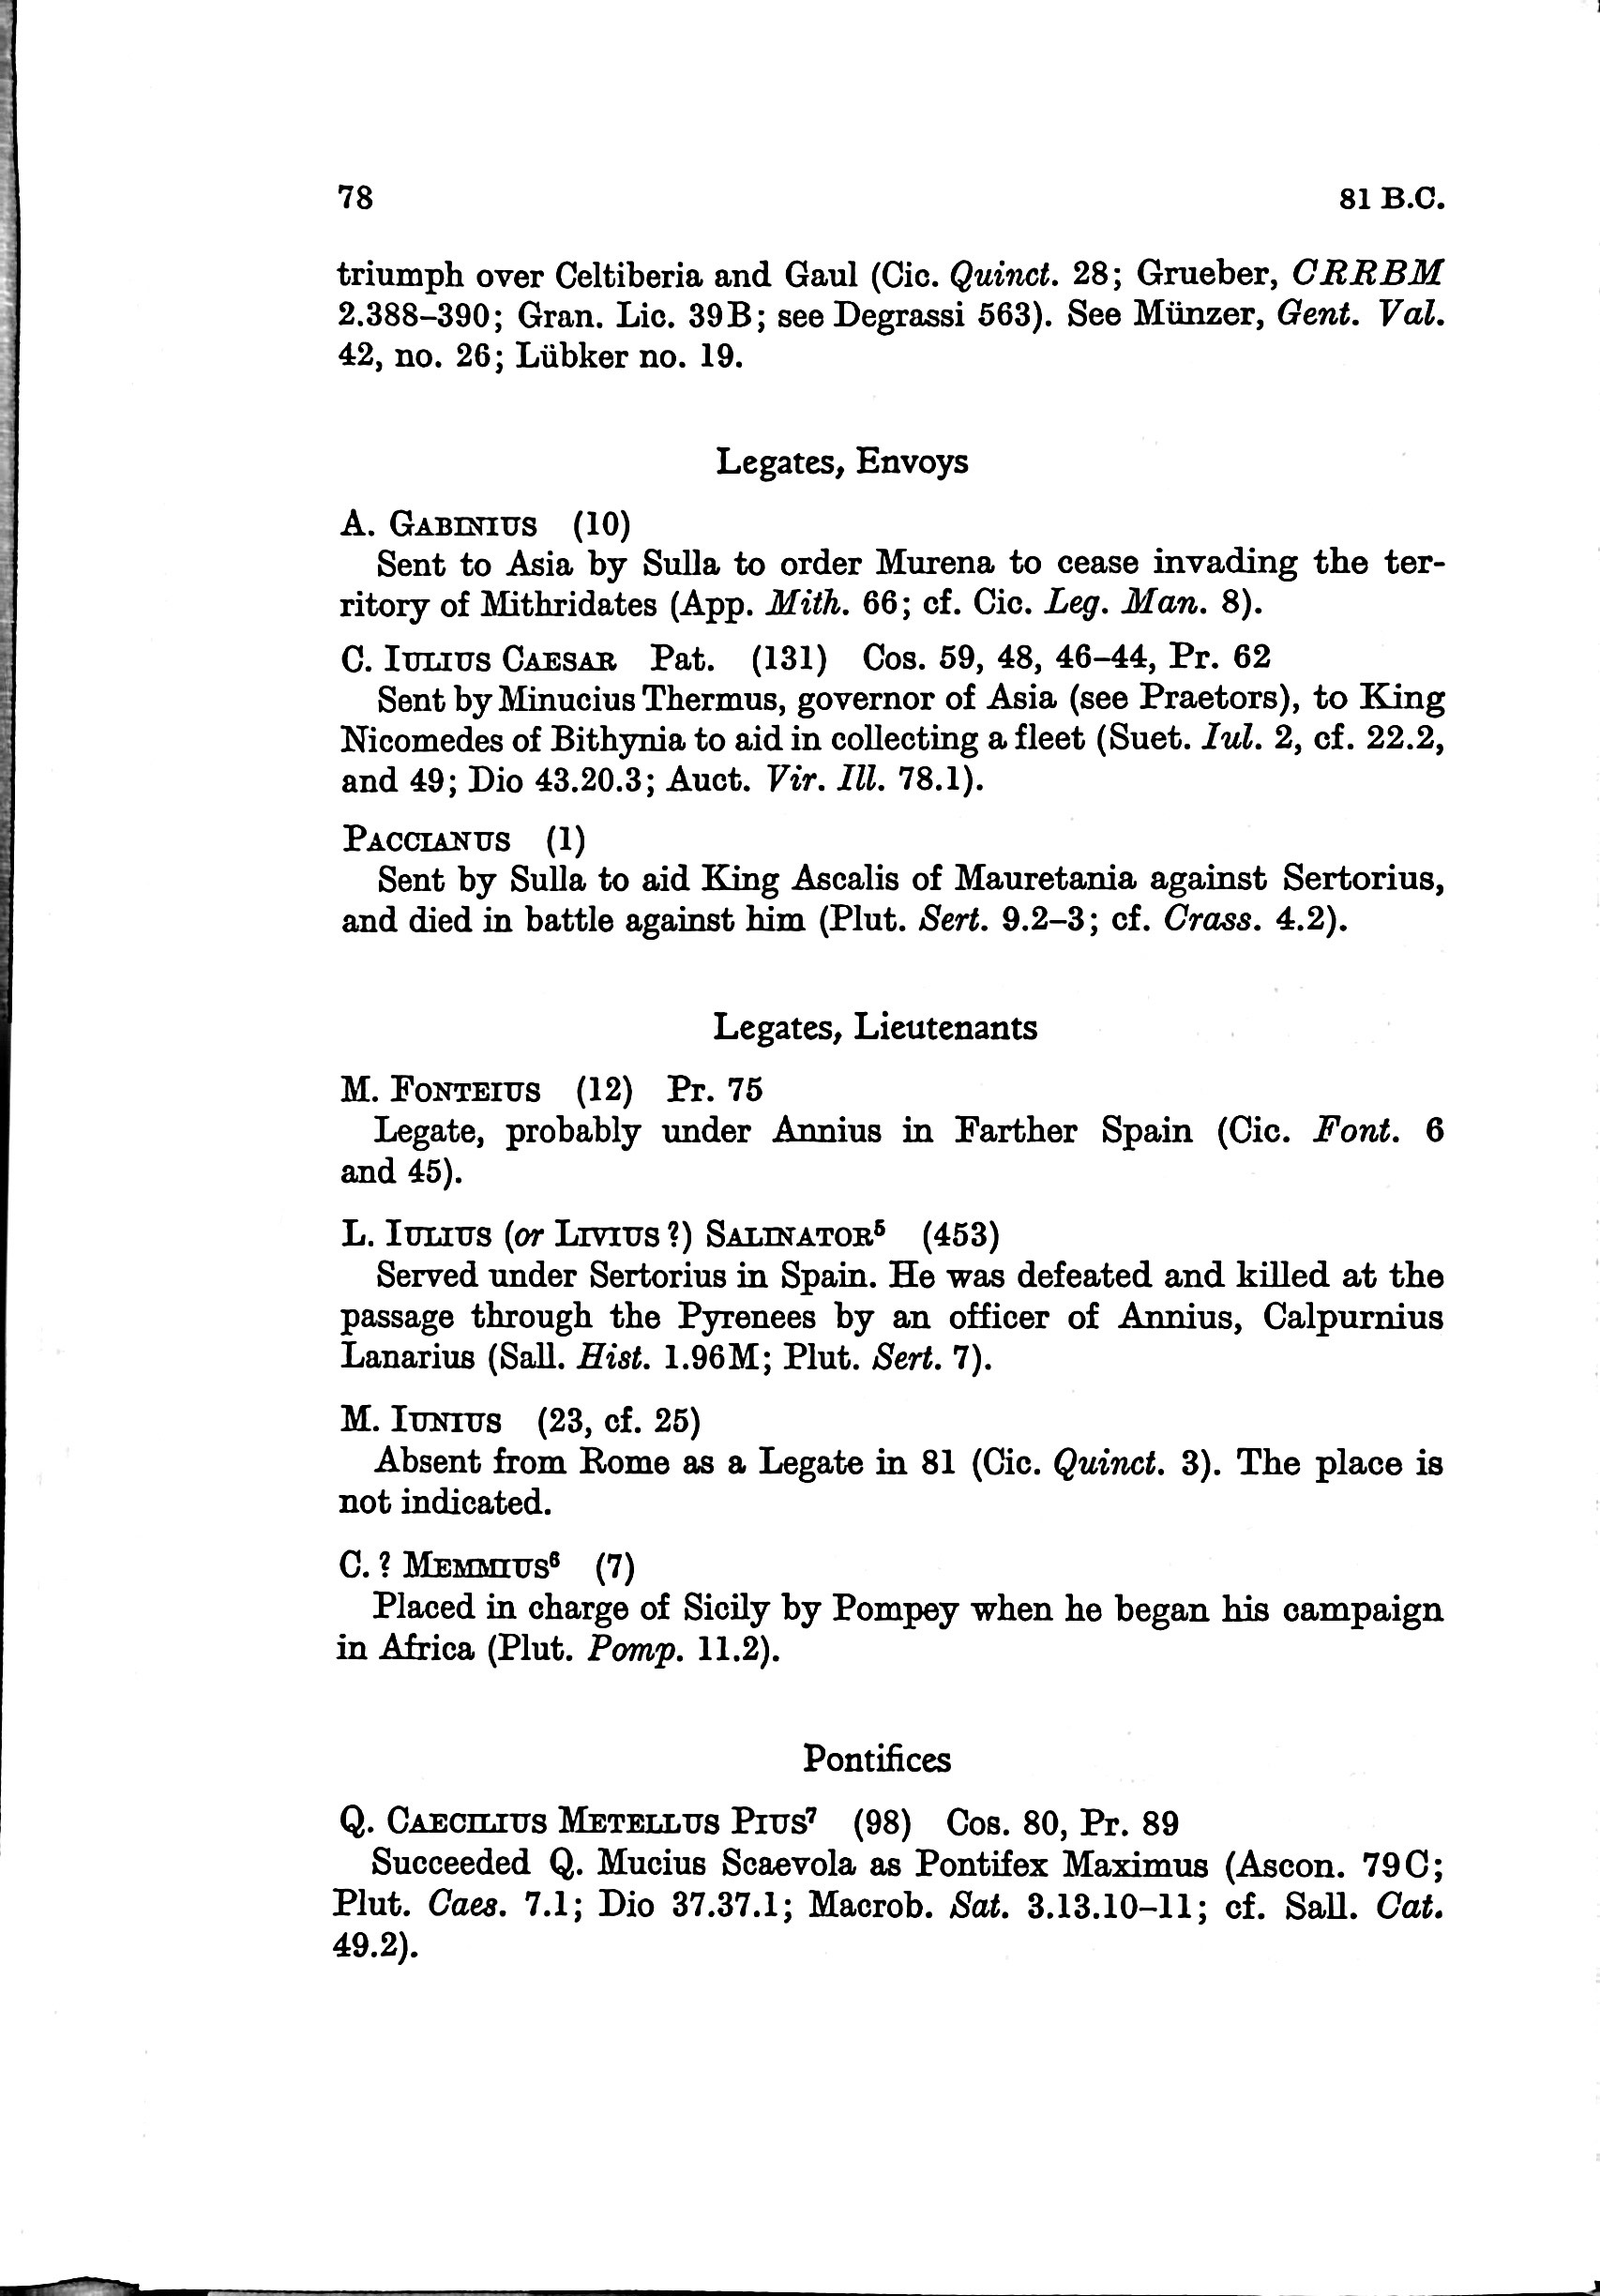 78 81 B.C.
triumph over Celtiberia and Gaul (Cic. Quinct. 28; Grueber, CRRBM
2.388–390; Gran. Lic. 39B; see Degrassi 563). See Münzer, Gent. Val.
42, no. 26; Lübker no. 19.
Legates, Envoys
A. GABINIUS (10)
Sent to Asia by Sulla to order Murena to cease invading the ter-
ritory of Mithridates (App. Mith. 66; cf. Cic. Leg. Man. 8).
C. IULIUS CAESAR Pat. (131) Cos. 59, 48, 46–44, Pr. 62
Sent by Minucius Thermus, governor of Asia (see Praetors), to King
Nicomedes of Bithynia to aid in collecting a fleet (Suet. Iul. 2, cf. 22.2,
and 49; Dio 43.20.3; Auct. Vir. Ill. 78.1).
PACCIANUS (1)
Sent by Sulla to aid King Ascalis of Mauretania against Sertorius,
and died in battle against him (Plut. Sert. 9.2–3; cf. Crass. 4.2).
Legates, Lieutenants
M. FONTEIUS (12) Pr. 75
Legate, probably under Annius in Farther Spain (Cic. Font. 6
and 45).
L. IULIUS (or LIVIUS?) SALINATOR⁵ (453)
Served under Sertorius in Spain. He was defeated and killed at the
passage through the Pyrenees by an officer of Annius, Calpurnius
Lanarius (Sall. Hist. 1.96M; Plut. Sert. 7).
M. IUNIUS (23, cf. 25)
Absent from Rome as a Legate in 81 (Cic. Quinct. 3). The place is
not indicated.
C.? MEMMIUS⁶ (7)
Placed in charge of Sicily by Pompey when he began his campaign
in Africa (Plut. Pomp. 11.2).
Pontifices
Q. CAECILIUS METELLUS PIUS⁷ (98) Cos. 80, Pr. 89
Succeeded Q. Mucius Scaevola as Pontifex Maximus (Ascon. 79C;
Plut. Caes. 7.1; Dio 37.37.1; Macrob. Sat. 3.13.10–11; cf. Sall. Cat.
49.2).